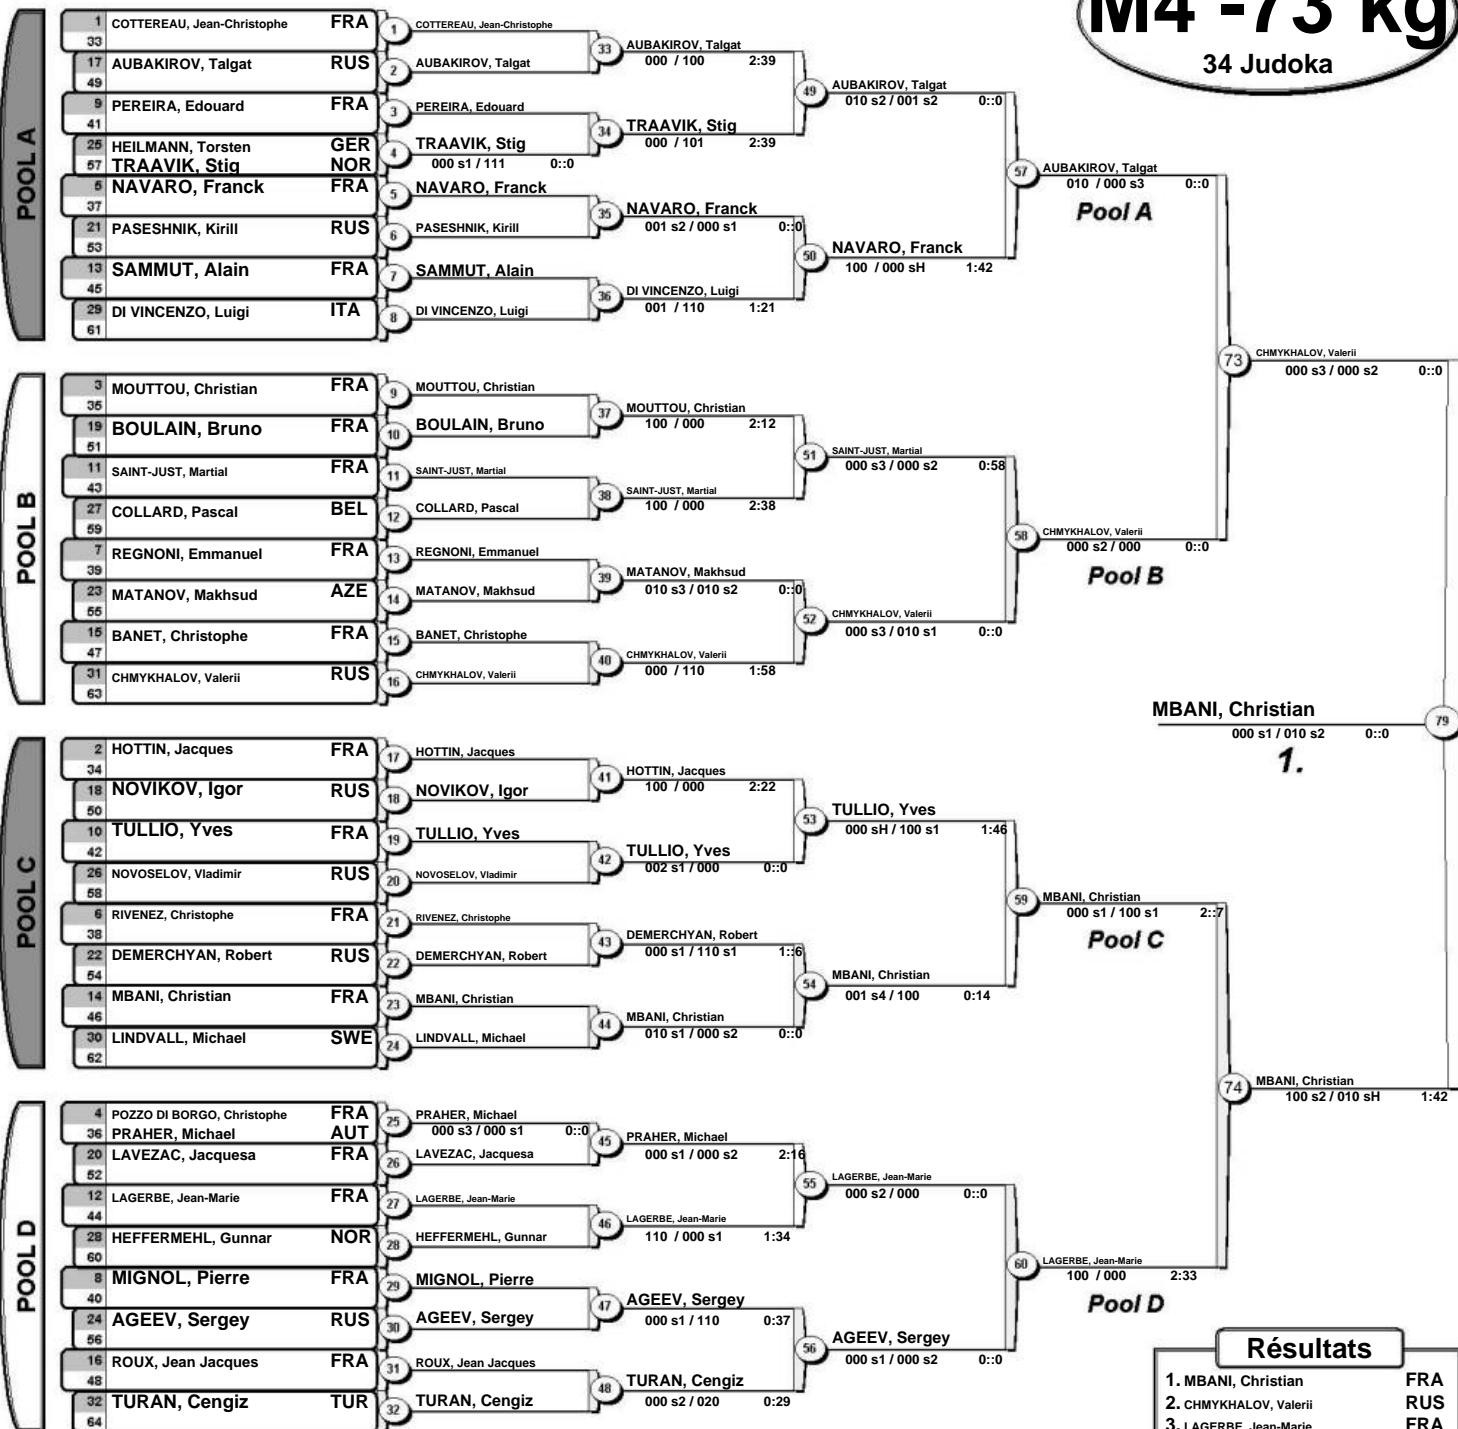 M4 -73 kg
34 Judoka
POOL A
1 COTTEREAU, Jean-Christophe FRA
33
17 AUBAKIROV, Talgat RUS
49
9 PEREIRA, Edouard FRA
41
25 HEILMANN, Torsten GER
57 TRAAVIK, Stig NOR
5 NAVARO, Franck FRA
37
21 PASESHNIK, Kirill RUS
53
13 SAMMUT, Alain FRA
45
29 DI VINCENZO, Luigi ITA
61
1 COTTEREAU, Jean-Christophe
2 AUBAKIROV, Talgat
3 PEREIRA, Edouard
4 TRAAVIK, Stig
000 s1 / 111 0::0
5 NAVARO, Franck
6 PASESHNIK, Kirill
7 SAMMUT, Alain
8 DI VINCENZO, Luigi
33 AUBAKIROV, Talgat
000 / 100 2:39
34 TRAAVIK, Stig
000 / 101 2:39
35 NAVARO, Franck
001 s2 / 000 s1 0::0
36 DI VINCENZO, Luigi
001 / 110 1:21
49 AUBAKIROV, Talgat
010 s2 / 001 s2 0::0
50 NAVARO, Franck
100 / 000 sH 1:42
57 AUBAKIROV, Talgat
010 / 000 s3 0::0
Pool A
POOL B
3 MOUTTOU, Christian FRA
35
19 BOULAIN, Bruno FRA
51
11 SAINT-JUST, Martial FRA
43
27 COLLARD, Pascal BEL
59
7 REGNONI, Emmanuel FRA
39
23 MATANOV, Makhsud AZE
55
15 BANET, Christophe FRA
47
31 CHMYKHALOV, Valerii RUS
63
9 MOUTTOU, Christian
10 BOULAIN, Bruno
11 SAINT-JUST, Martial
12 COLLARD, Pascal
13 REGNONI, Emmanuel
14 MATANOV, Makhsud
15 BANET, Christophe
16 CHMYKHALOV, Valerii
37 MOUTTOU, Christian
100 / 000 2:12
38 SAINT-JUST, Martial
100 / 000 2:38
39 MATANOV, Makhsud
010 s3 / 010 s2 0::0
40 CHMYKHALOV, Valerii
000 / 110 1:58
51 SAINT-JUST, Martial
000 s3 / 000 s2 0:58
52 CHMYKHALOV, Valerii
000 s3 / 010 s1 0::0
58 CHMYKHALOV, Valerii
000 s2 / 000 0::0
Pool B
73 CHMYKHALOV, Valerii
000 s3 / 000 s2 0::0
MBANI, Christian 79
000 s1 / 010 s2 0::0
1.
POOL C
2 HOTTIN, Jacques FRA
34
18 NOVIKOV, Igor RUS
50
10 TULLIO, Yves FRA
42
26 NOVOSELOV, Vladimir RUS
58
6 RIVENEZ, Christophe FRA
38
22 DEMERCHYAN, Robert RUS
54
14 MBANI, Christian FRA
46
30 LINDVALL, Michael SWE
62
17 HOTTIN, Jacques
18 NOVIKOV, Igor
19 TULLIO, Yves
20 NOVOSELOV, Vladimir
21 RIVENEZ, Christophe
22 DEMERCHYAN, Robert
23 MBANI, Christian
24 LINDVALL, Michael
41 HOTTIN, Jacques
100 / 000 2:22
42 TULLIO, Yves
002 s1 / 000 0::0
43 DEMERCHYAN, Robert
000 s1 / 110 s1 1::6
44 MBANI, Christian
010 s1 / 000 s2 0::0
53 TULLIO, Yves
000 sH / 100 s1 1:46
54 MBANI, Christian
001 s4 / 100 0:14
59 MBANI, Christian
000 s1 / 100 s1 2::7
Pool C
74 MBANI, Christian
100 s2 / 010 sH 1:42
POOL D
4 POZZO DI BORGO, Christophe FRA
36 PRAHER, Michael AUT
20 LAVEZAC, Jacquesa FRA
52
12 LAGERBE, Jean-Marie FRA
44
28 HEFFERMEHL, Gunnar NOR
60
8 MIGNOL, Pierre FRA
40
24 AGEEV, Sergey RUS
56
16 ROUX, Jean Jacques FRA
48
32 TURAN, Cengiz TUR
64
25 PRAHER, Michael
000 s3 / 000 s1 0::0
26 LAVEZAC, Jacquesa
27 LAGERBE, Jean-Marie
28 HEFFERMEHL, Gunnar
29 MIGNOL, Pierre
30 AGEEV, Sergey
31 ROUX, Jean Jacques
32 TURAN, Cengiz
45 PRAHER, Michael
000 s1 / 000 s2 2:16
46 LAGERBE, Jean-Marie
110 / 000 s1 1:34
47 AGEEV, Sergey
000 s1 / 110 0:37
48 TURAN, Cengiz
000 s2 / 020 0:29
55 LAGERBE, Jean-Marie
000 s2 / 000 0::0
56 AGEEV, Sergey
000 s1 / 000 s2 0::0
60 LAGERBE, Jean-Marie
100 / 000 2:33
Pool D
Résultats
1. MBANI, Christian FRA
2. CHMYKHALOV, Valerii RUS
3. LAGERBE, Jean-Marie FRA